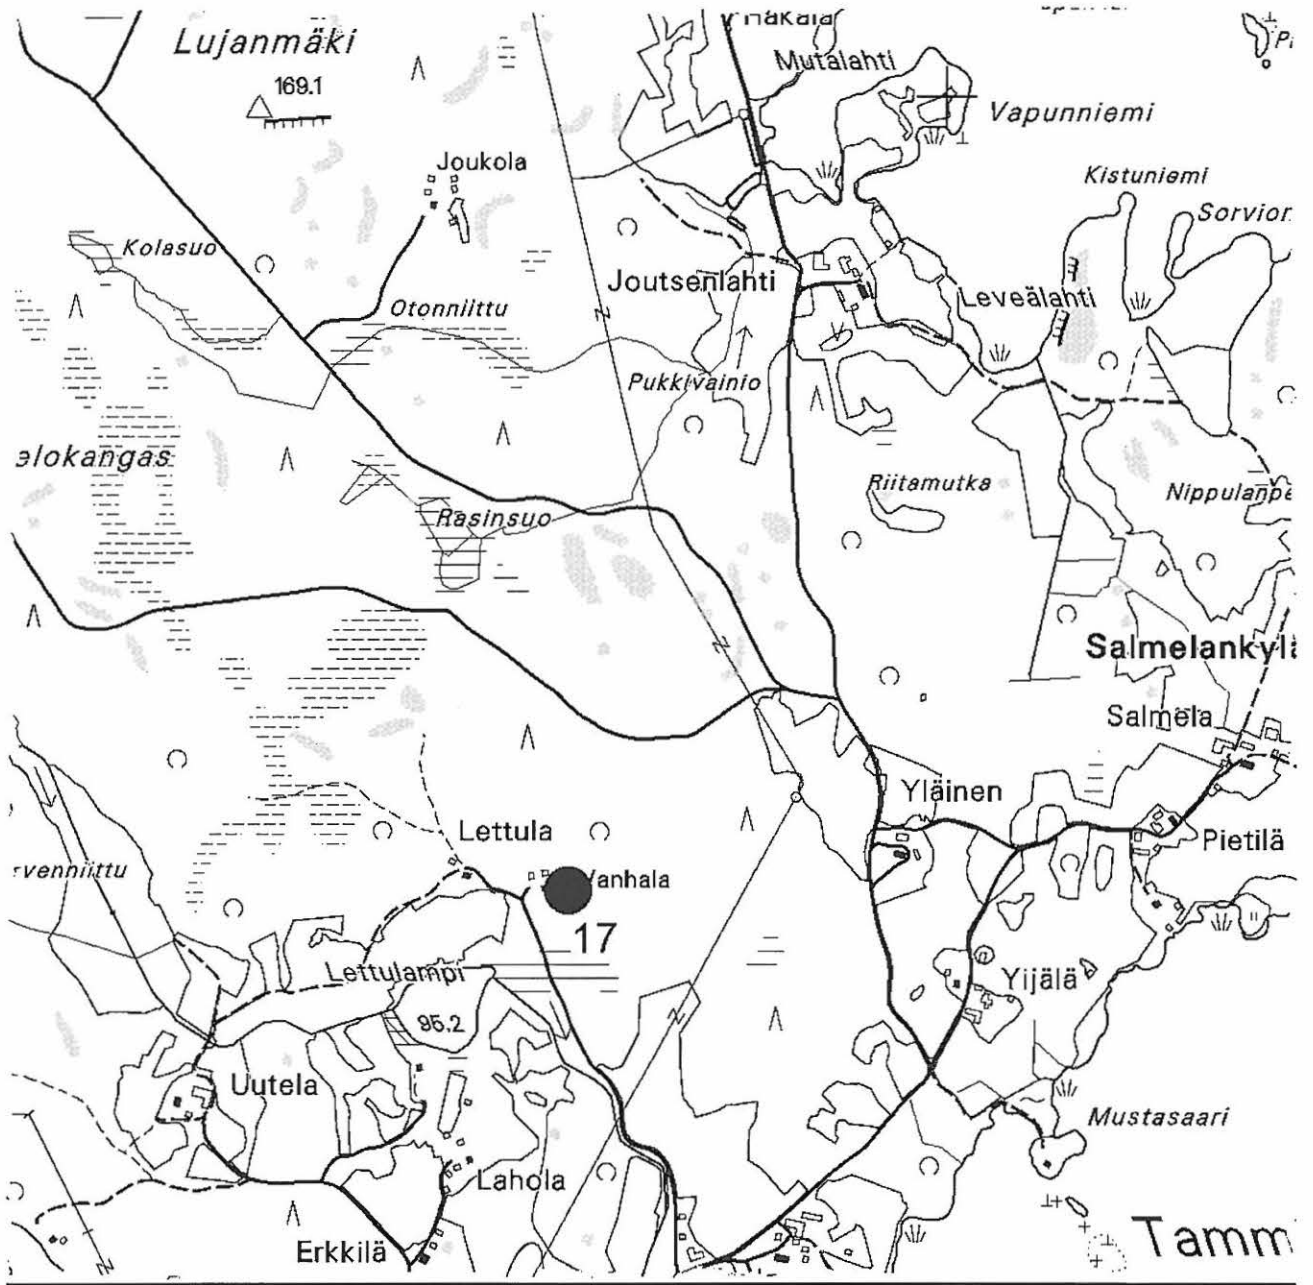 Lujanmäki
Mutalahti
169.1
Vapunniemi
Joukola
Kistuniemi
Kolasuo
Joutsenlahti
Leveälahti
Otonniittu
Pukkivainio
Riitamutka
Rasinsuo
Salmelankylä
Salmela
Yläinen
Lettula
Pietilä
Vanhala
17
Lettulampi
Yijälä
95.2
Uutela
Mustasaari
Lahola
Erkkilä
Tamm